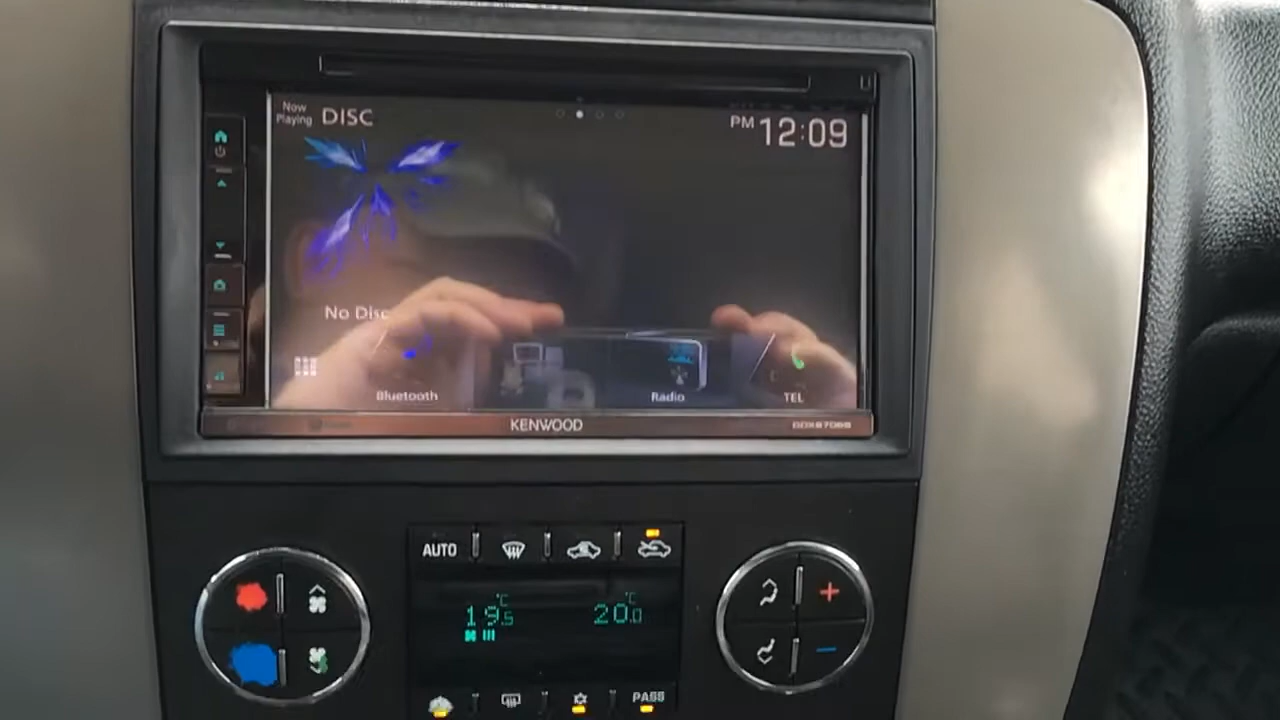 Now
Playing DISC
PM 12:09
No Disc
Bluetooth
Radio
TEL
KENWOOD
AUTO
19.5 °C
20.0 °C
PASS